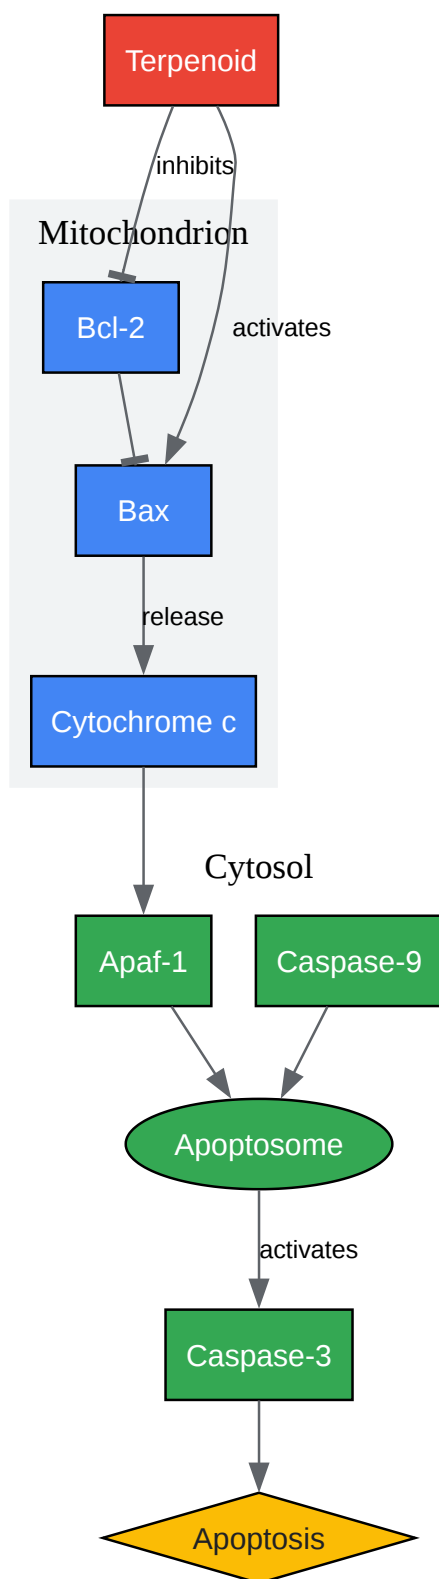 Terpenoid
inhibits
Mitochondrion
Bcl-2
activates
Bax
release
Cytochrome c
Cytosol
Apaf-1
Caspase-9
Apoptosome
activates
Caspase-3
Apoptosis